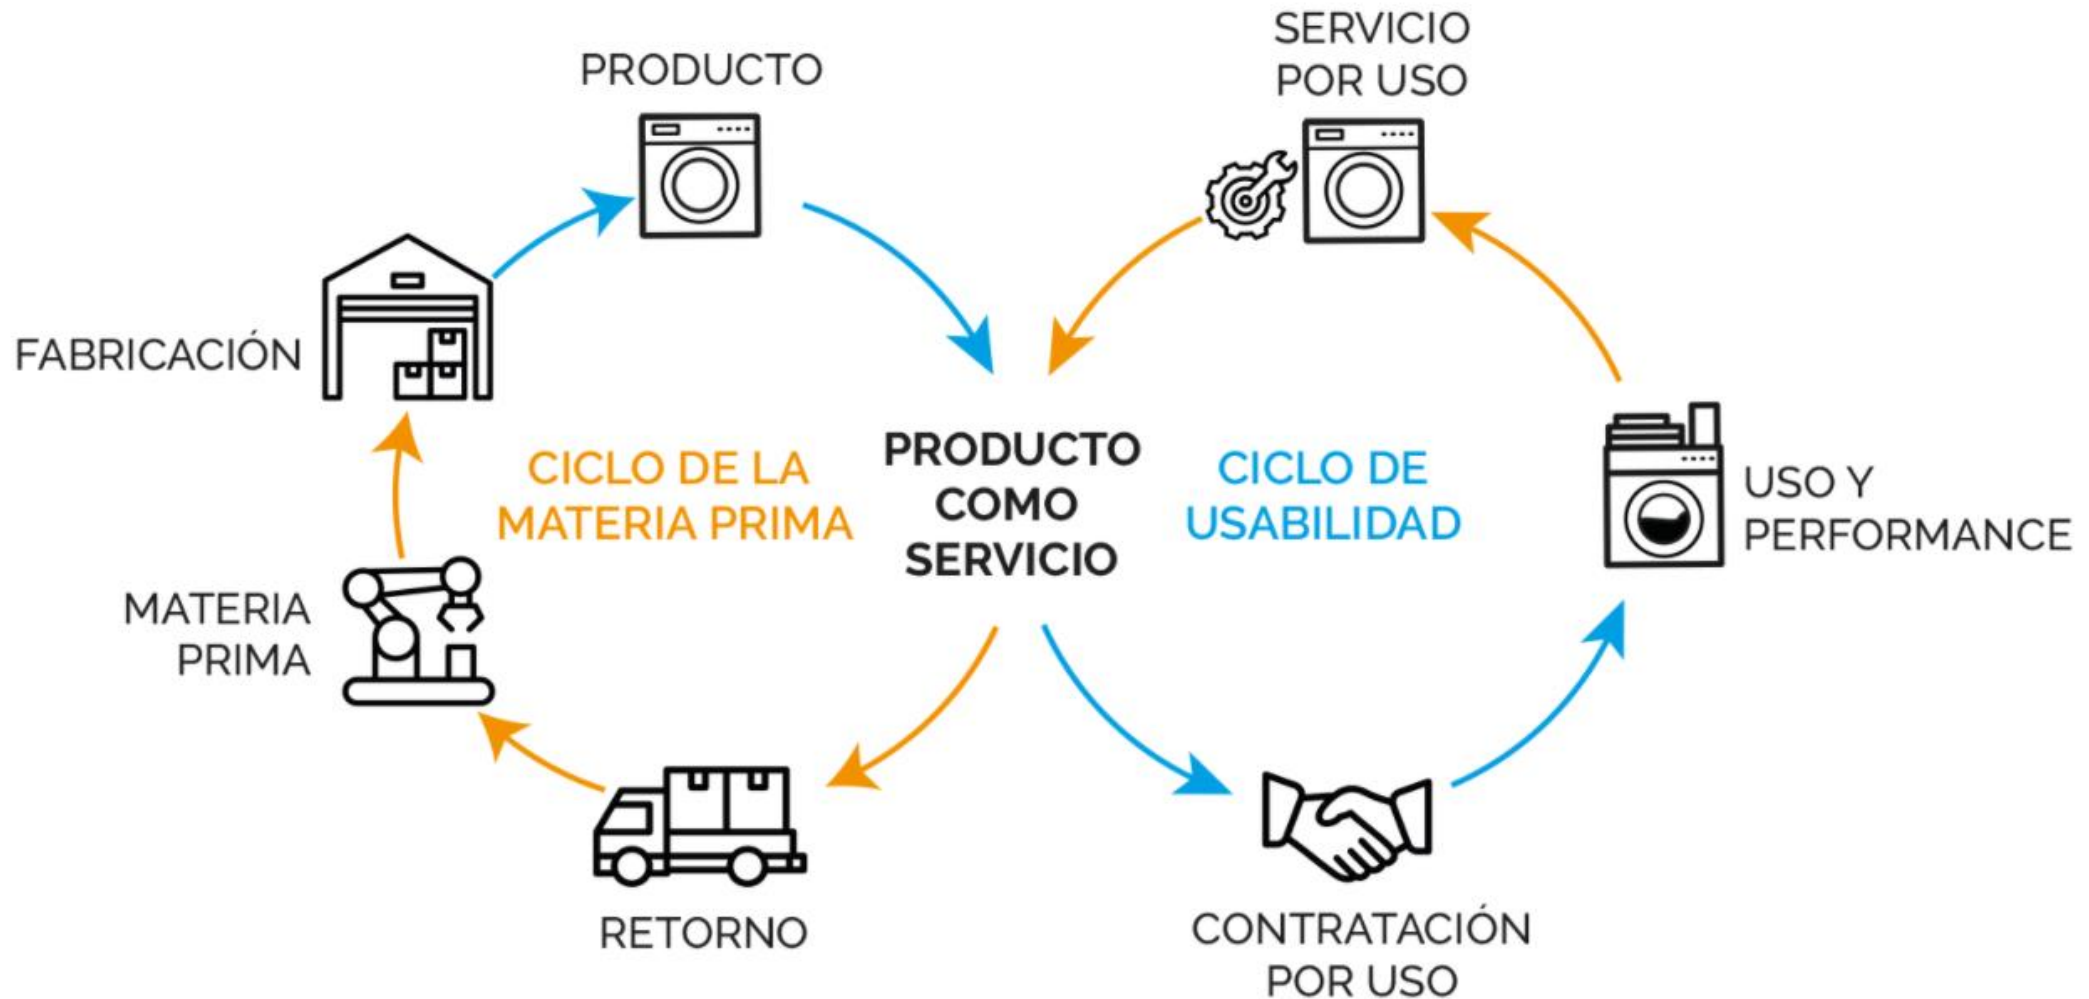 PRODUCTO
SERVICIO
POR USO
FABRICACIÓN
CICLO DE LA
MATERIA PRIMA
PRODUCTO
COMO
SERVICIO
CICLO DE
USABILIDAD
USO Y
PERFORMANCE
MATERIA
PRIMA
RETORNO
CONTRATACIÓN
POR USO